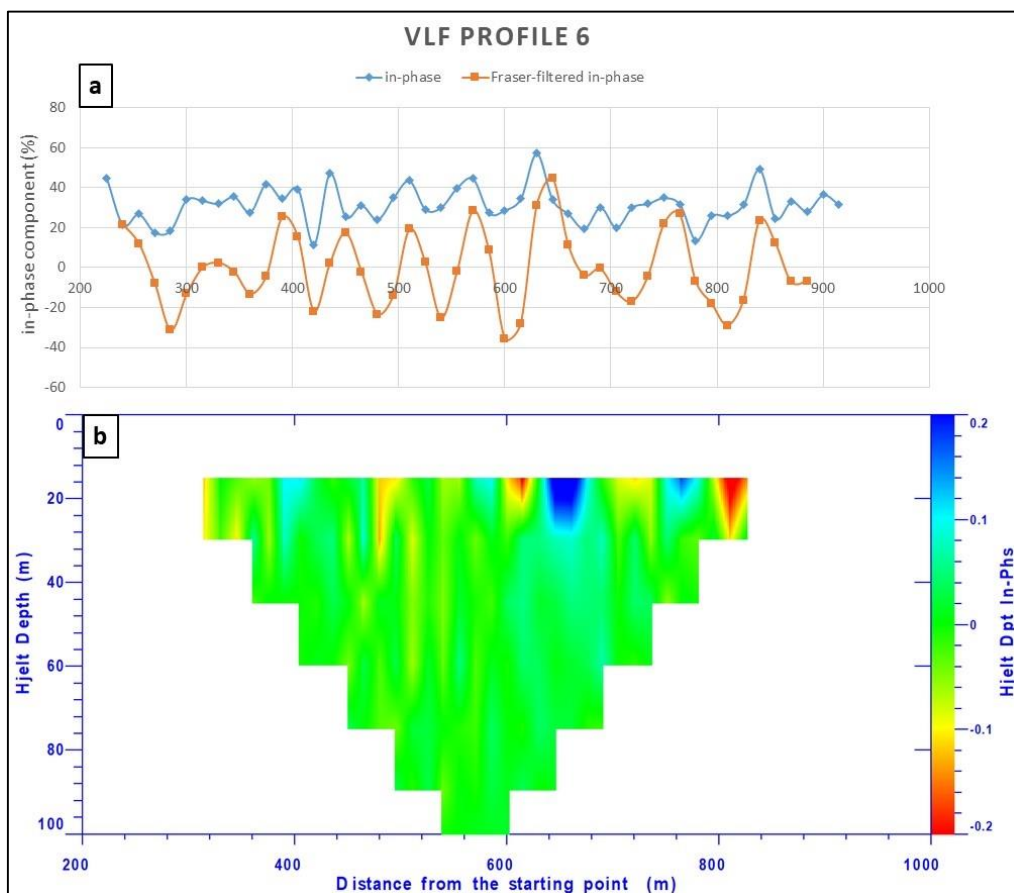 VLF PROFILE 6
in-phase Fraser-filtered in-phase
a
in-phase component (%)
80
60
40
20
0
-20
-40
-60
200 300 400 500 600 700 800 900 1000
b
Hjelt Depth (m)
0
20
40
60
80
100
200 400 600 800 1000
Distance from the starting point (m)
0.2
0.1
0
-0.1
-0.2
Hjelt Dpt In-Phs